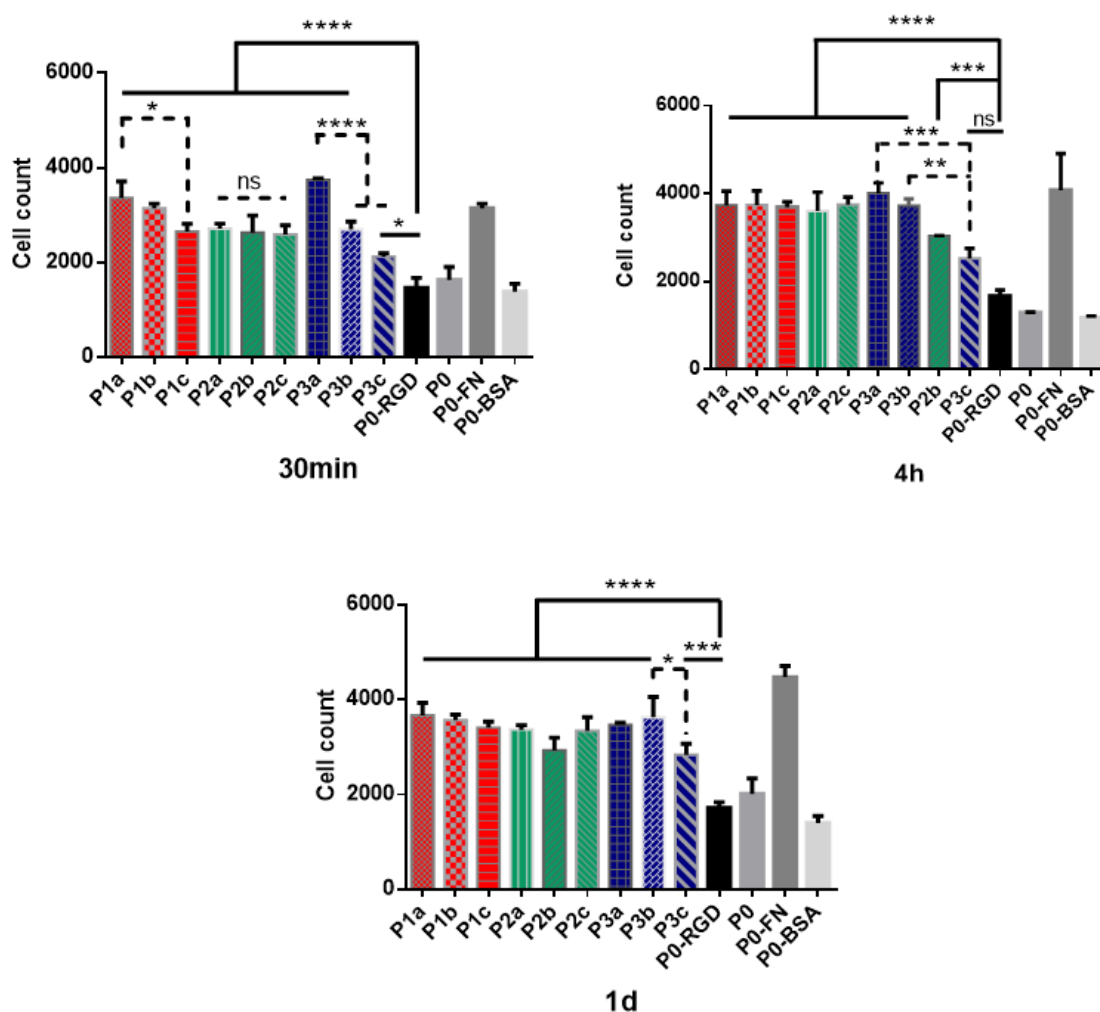 ****
6000
*
****
4000
ns
*
2000
0
Cell count
P1a P1b P1c P2a P2b P2c P3a P3b P3c P0-RGD P0 P0-FN P0-BSA
30min
****
***
6000
ns
***
**
4000
2000
0
Cell count
P1a P1b P1c P2a P2c P3a P3b P2b P3c P0-RGD P0 P0-FN P0-BSA
4h
****
6000
* ***
4000
2000
0
Cell count
P1a P1b P1c P2a P2b P2c P3a P3b P3c P0-RGD P0 P0-FN P0-BSA
1d